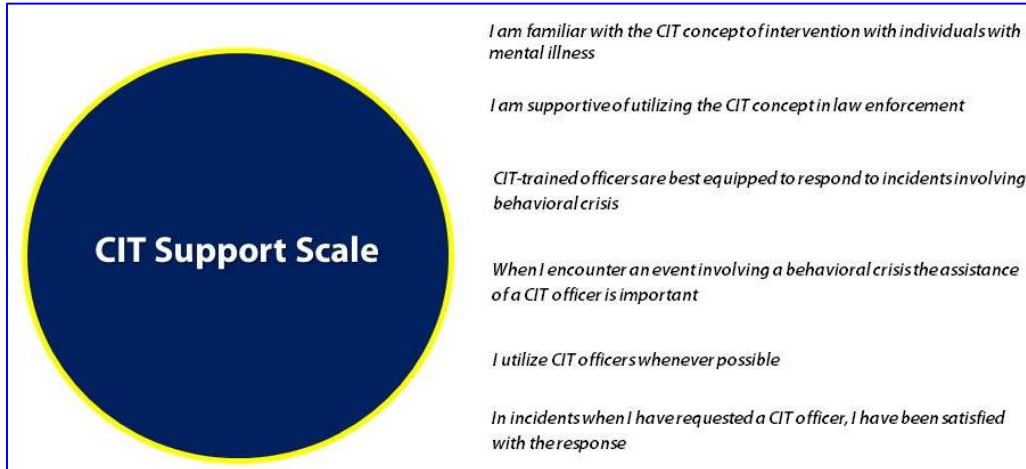 CIT Support Scale
I am familiar with the CIT concept of intervention with individuals with
mental illness
I am supportive of utilizing the CIT concept in law enforcement
CIT-trained officers are best equipped to respond to incidents involving
behavioral crisis
When I encounter an event involving a behavioral crisis the assistance
of a CIT officer is important
I utilize CIT officers whenever possible
In incidents when I have requested a CIT officer, I have been satisfied
with the response